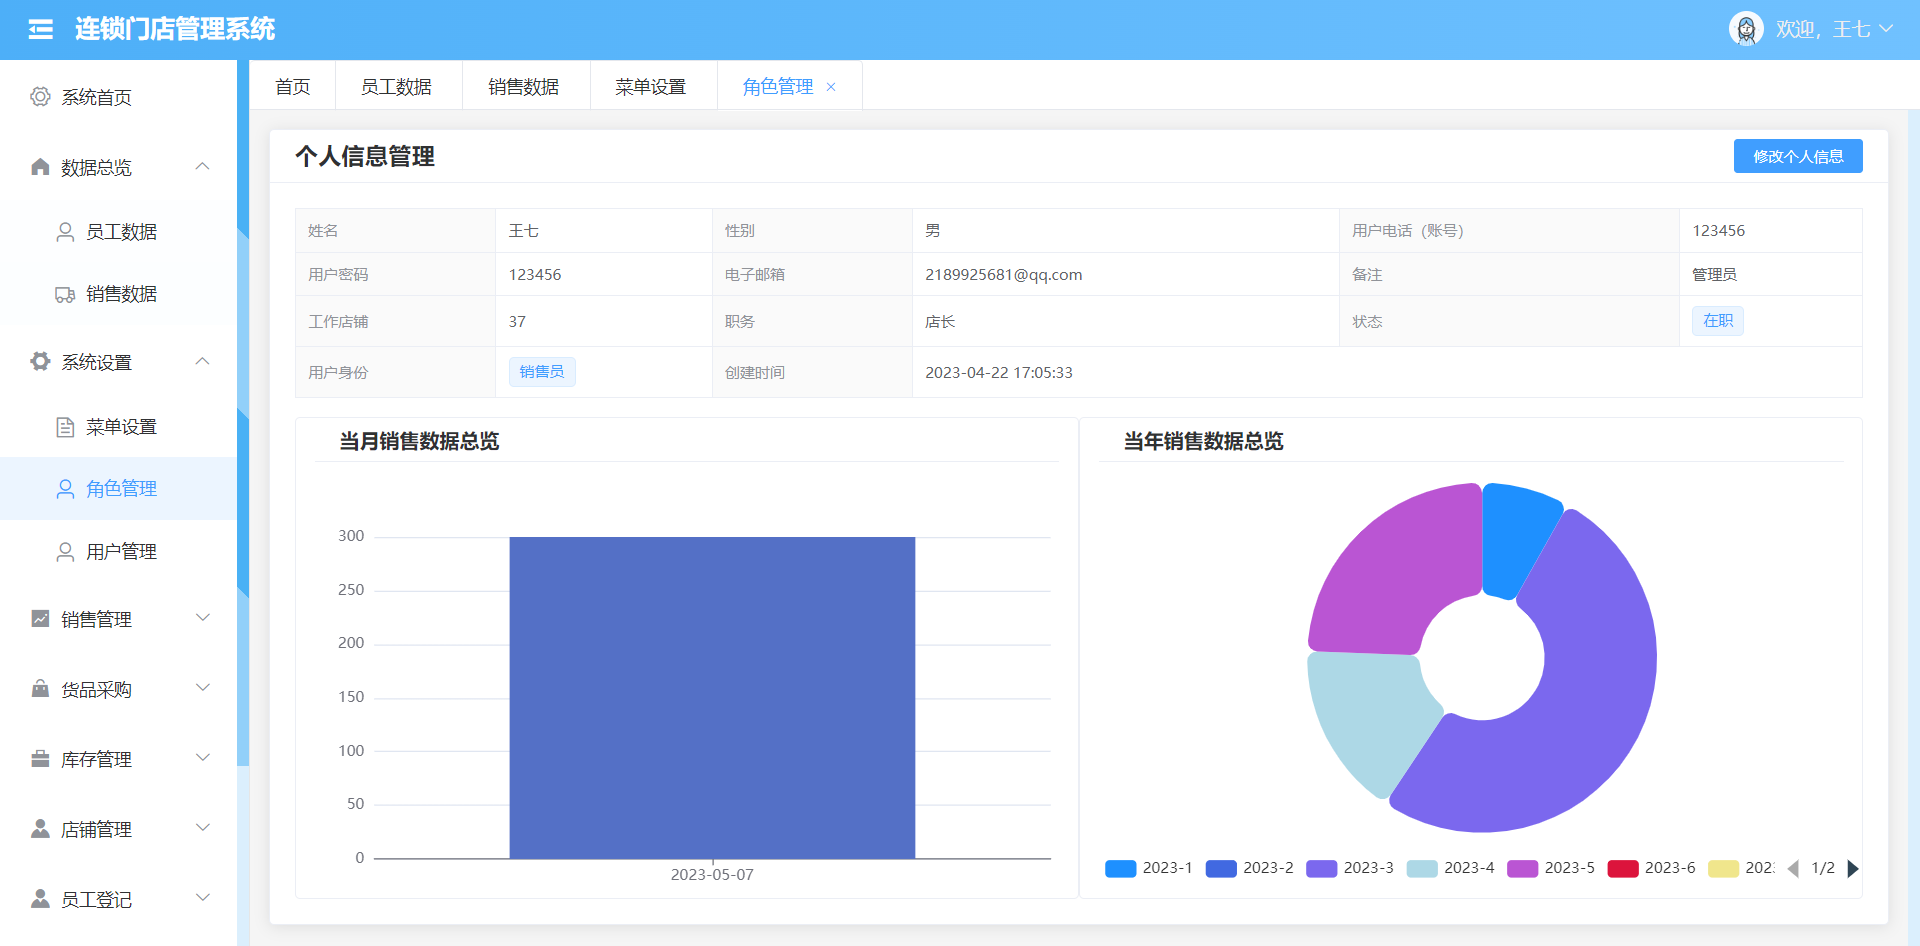 连锁门店管理系统
欢迎，王七
系统首页
数据总览
员工数据
销售数据
系统设置
菜单设置
角色管理
用户管理
销售管理
货品采购
库存管理
店铺管理
员工登记
首页 员工数据 销售数据 菜单设置 角色管理 ×
个人信息管理
修改个人信息
姓名 王七 性别 男 用户电话（账号） 123456
用户密码 123456 电子邮箱 2189925681@qq.com 备注 管理员
工作店铺 37 职务 店长 状态 在职
用户身份 销售员 创建时间 2023-04-22 17:05:33
当月销售数据总览
300
250
200
150
100
50
0
2023-05-07
当年销售数据总览
2023-1 2023-2 2023-3 2023-4 2023-5 2023-6 202 1/2